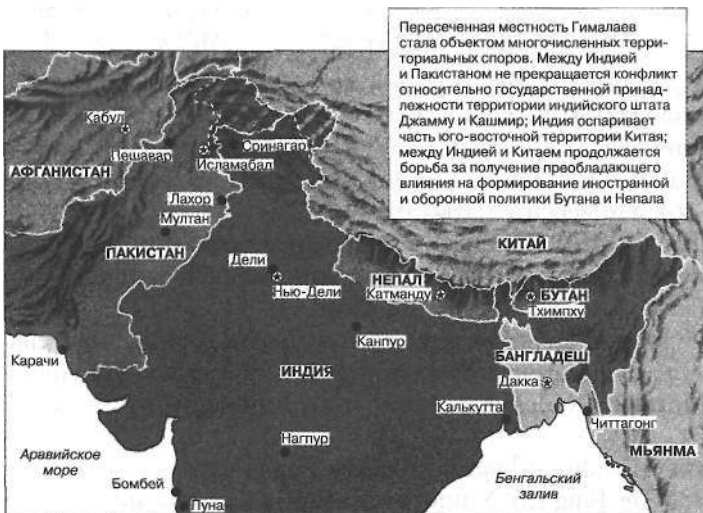 Пересеченная местность Гималаев
стала объектом многочисленных терри-
ториальных споров. Между Индией
и Пакистаном не прекращается конфликт
относительно государственной принад-
лежности территории индийского штата
Джамму и Кашмир; Индия оспаривает
часть юго-восточной территории Китая;
между Индией и Китаем продолжается
борьба за получение преобладающего
влияния на формирование иностранной
и оборонной политики Бутана и Непала
Кабул
Пешавар
Сринагар
Исламабад
АФГАНИСТАН
Лахор
Мултан
ПАКИСТАН
КИТАЙ
Дели
Нью-Дели
НЕПАЛ
Катманду
БУТАН
Тхимпху
Карачи
Канпур
БАНГЛАДЕШ
ИНДИЯ
Дакка
Калькутта
Читтагонг
Нагпур
МЬЯНМА
Аравийское
море
Бомбей
Бенгальский
залив
Пуна